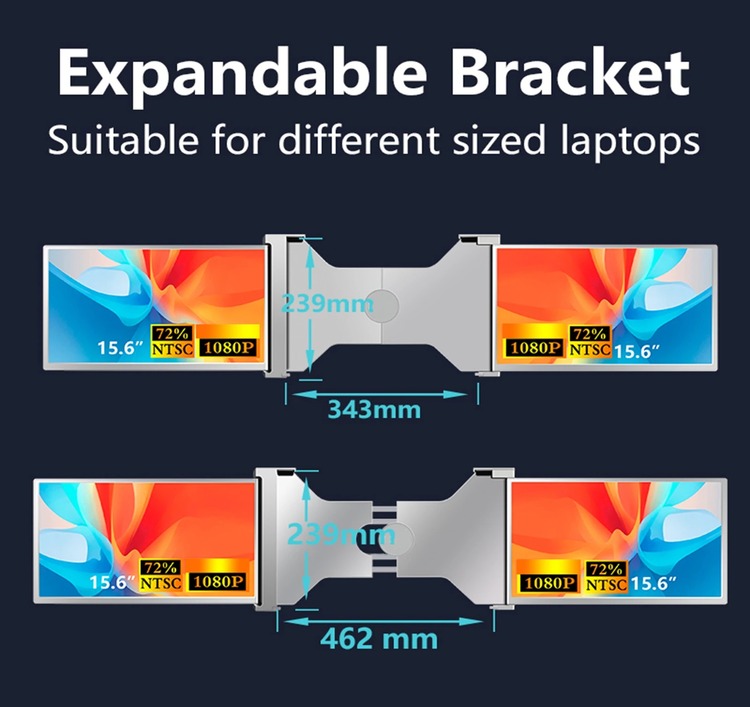 Expandable Bracket
Suitable for different sized laptops
239mm
15.6”
72%
NTSC
1080P
1080P
72%
NTSC
15.6”
343mm
239mm
15.6”
72%
NTSC
1080P
1080P
72%
NTSC
15.6”
462 mm